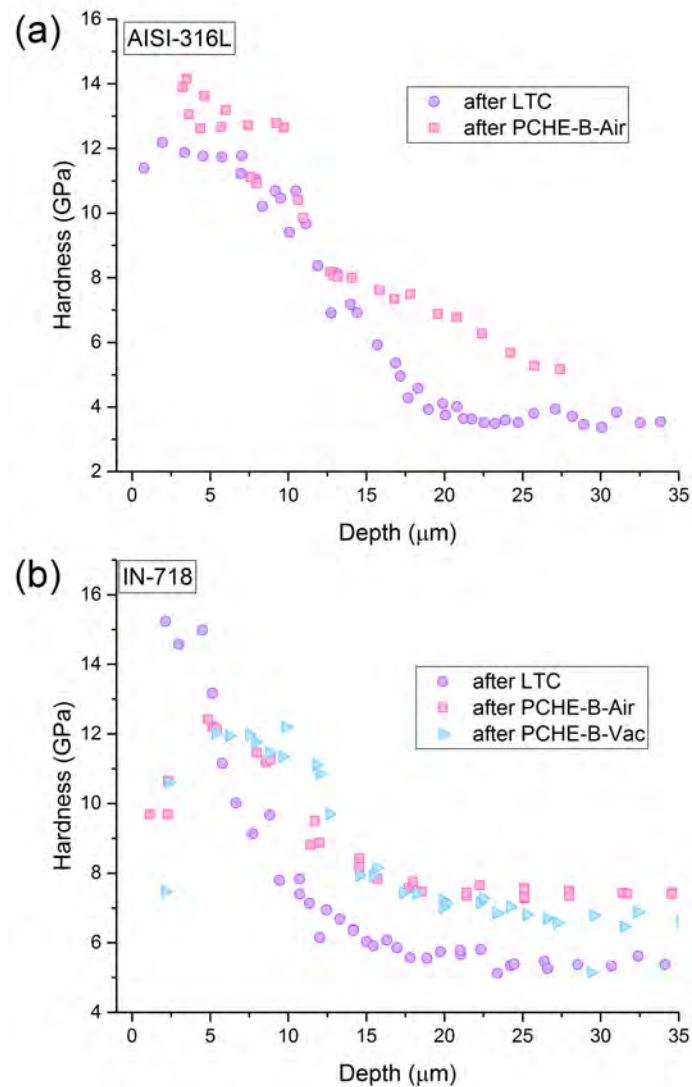 (a)
AISI-316L
after LTC
after PCHE-B-Air
16
14
12
10
8
6
4
2
Hardness (GPa)
0 5 10 15 20 25 30 35
Depth (μm)
(b)
IN-718
after LTC
after PCHE-B-Air
after PCHE-B-Vac
16
14
12
10
8
6
4
Hardness (GPa)
0 5 10 15 20 25 30 35
Depth (μm)